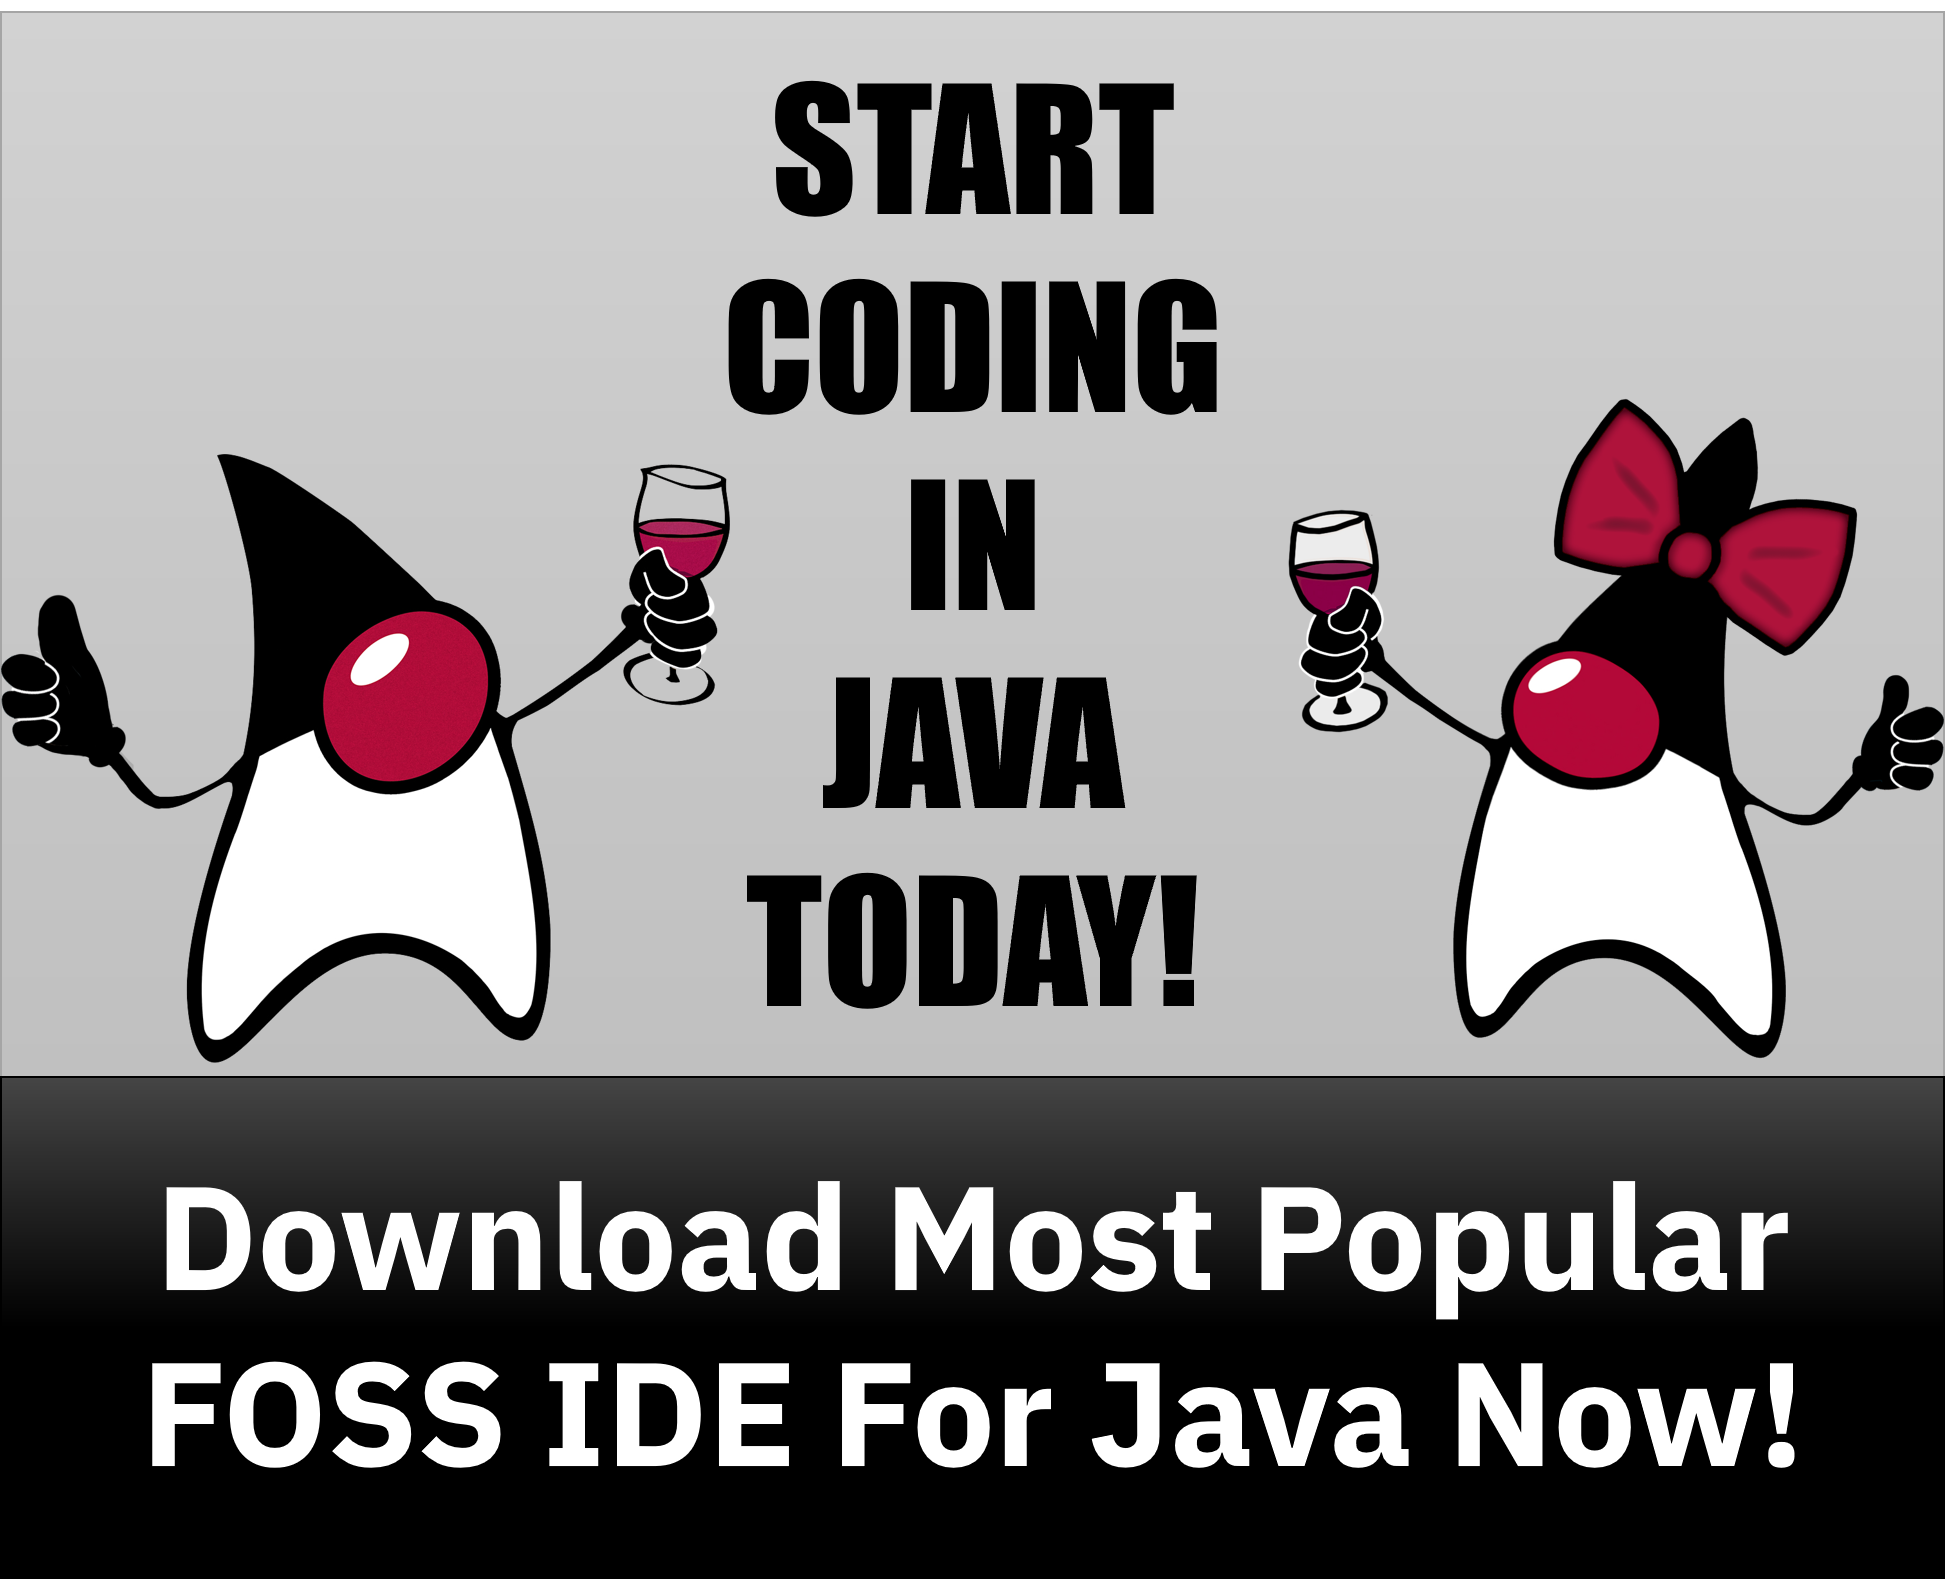 START
CODING
IN
JAVA
TODAY!
Download Most Popular
FOSS IDE For Java Now!